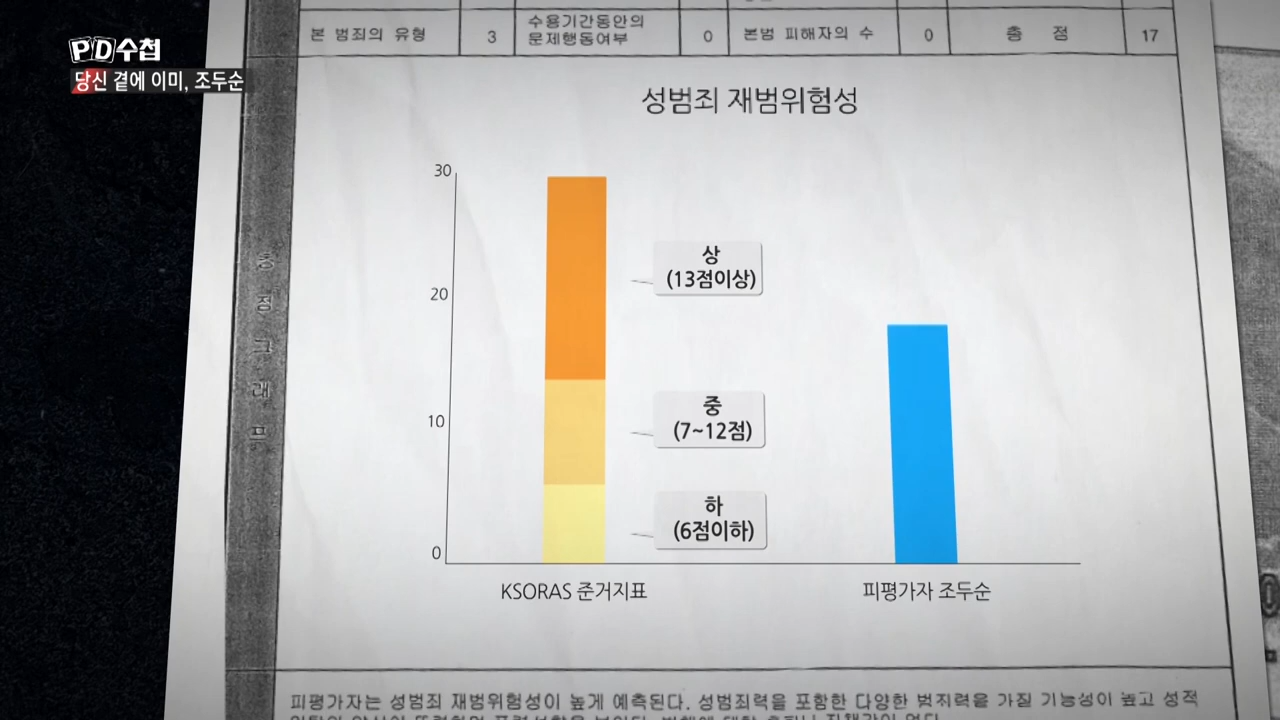 PD수첩
당신 곁에 이미, 조두순
본 범죄의 유형 3 수용기간동안의 문제행동여부 0 본범 피해자의 수 0 총 점 17
성범죄 재범위험성
30
20
10
0
상
(13점이상)
중
(7~12점)
하
(6점이하)
KSORAS 준거지표
피평가자 조두순
총점그래프
피평가자는 성범죄 재범위험성이 높게 예측된다. 성범죄력을 포함한 다양한 범죄력을 가질 가능성이 높고 성적